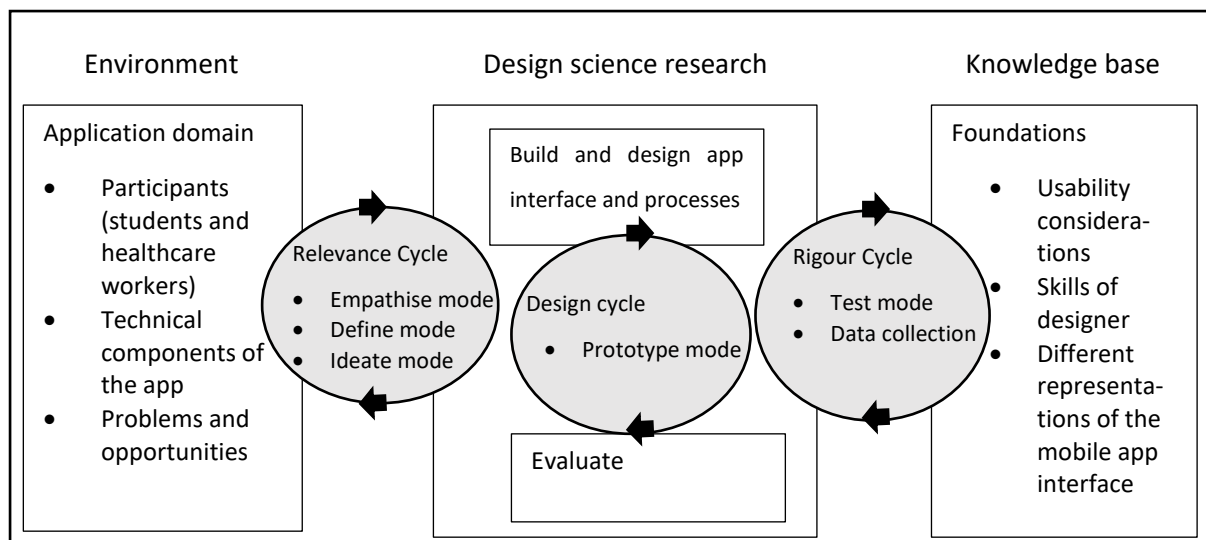 Environment
Design science research
Knowledge base
Application domain
• Participants
(students and
healthcare
workers)
• Technical
components of
the app
• Problems and
opportunities
Relevance Cycle
• Empathise mode
• Define mode
• Ideate mode
Build and design app
interface and processes
Design cycle
• Prototype mode
Evaluate
Rigour Cycle
• Test mode
• Data collection
Foundations
• Usability
considera-
tions
• Skills of
designer
• Different
representa-
tions of the
mobile app
interface